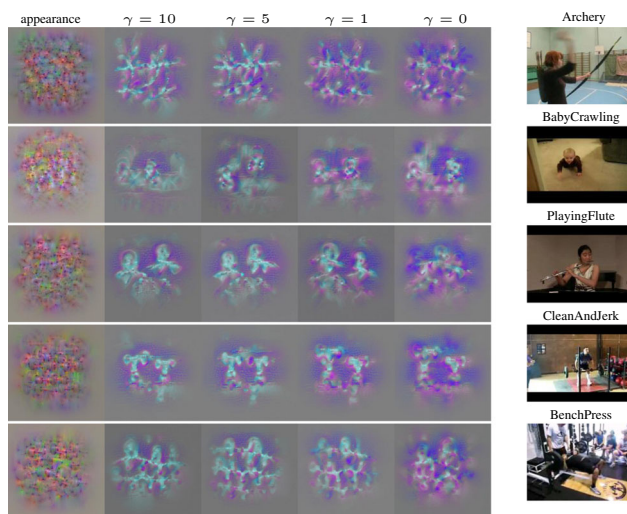 appearance γ = 10 γ = 5 γ = 1 γ = 0 Archery
BabyCrawling
PlayingFlute
CleanAndJerk
BenchPress